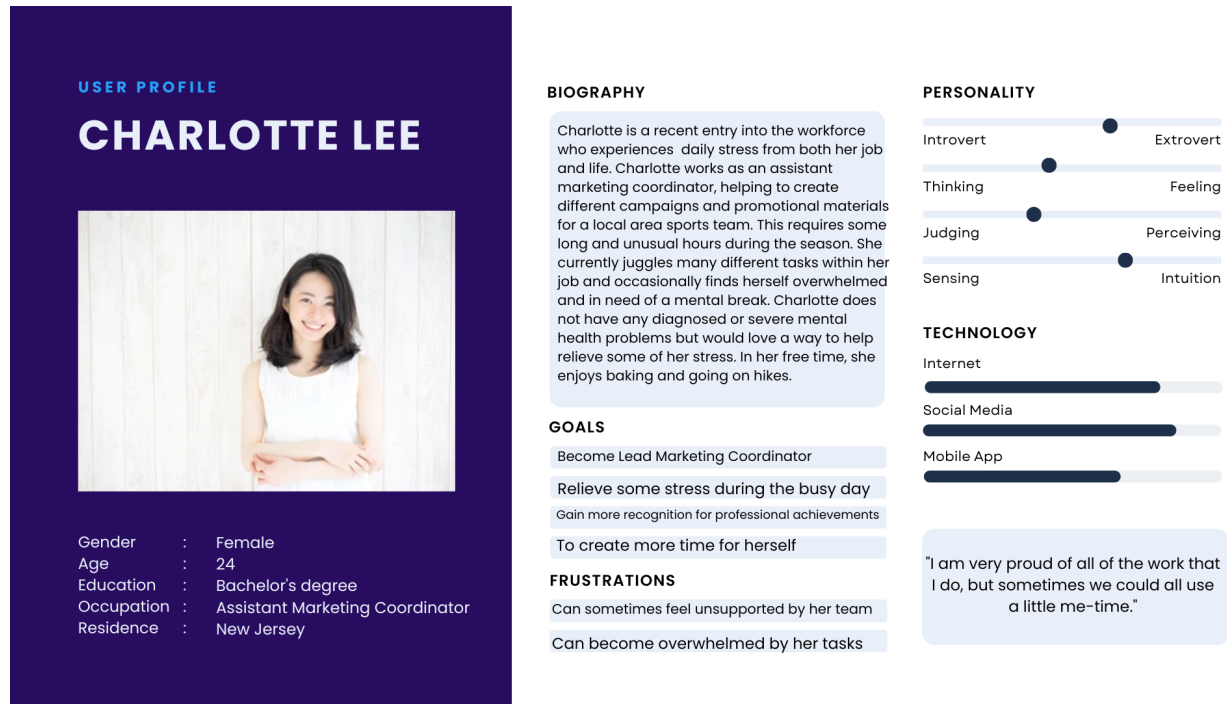 USER PROFILE
CHARLOTTE LEE
Gender : Female
Age : 24
Education : Bachelor's degree
Occupation : Assistant Marketing Coordinator
Residence : New Jersey
BIOGRAPHY
Charlotte is a recent entry into the workforce
who experiences  daily stress from both her job
and life. Charlotte works as an assistant
marketing coordinator, helping to create
different campaigns and promotional materials
for a local area sports team. This requires some
long and unusual hours during the season. She
currently juggles many different tasks within her
job and occasionally finds herself overwhelmed
and in need of a mental break. Charlotte does
not have any diagnosed or severe mental
health problems but would love a way to help
relieve some of her stress. In her free time, she
enjoys baking and going on hikes.
GOALS
Become Lead Marketing Coordinator
Relieve some stress during the busy day
Gain more recognition for professional achievements
To create more time for herself
FRUSTRATIONS
Can sometimes feel unsupported by her team
Can become overwhelmed by her tasks
PERSONALITY
Introvert Extrovert
Thinking Feeling
Judging Perceiving
Sensing Intuition
TECHNOLOGY
Internet
Social Media
Mobile App
"I am very proud of all of the work that
I do, but sometimes we could all use
a little me-time."